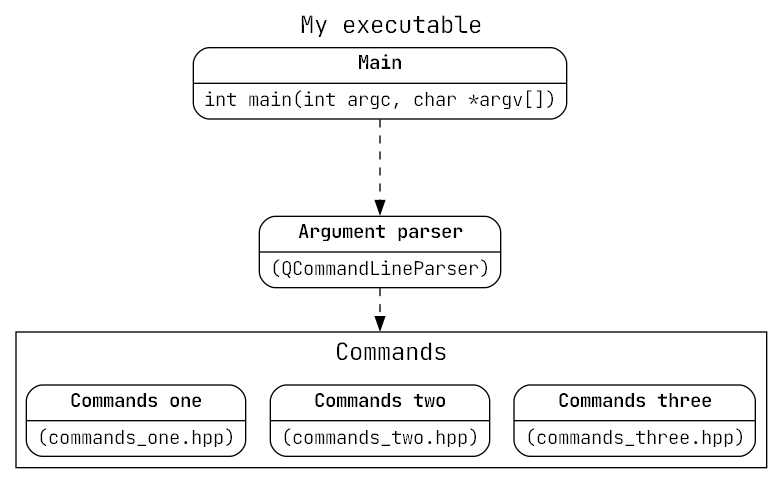 My executable
Main
int main(int argc, char *argv[])
Argument parser
(QCommandLineParser)
Commands
Commands one
(commands_one.hpp)
Commands two
(commands_two.hpp)
Commands three
(commands_three.hpp)